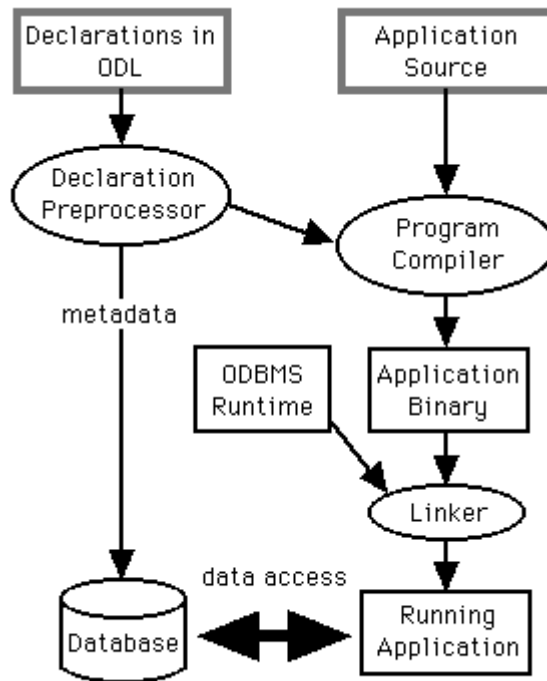 Declarations in
ODL
Application
Source
Declaration
Preprocessor
Program
Compiler
metadata
ODBMS
Runtime
Application
Binary
Linker
data access
Database
Running
Application